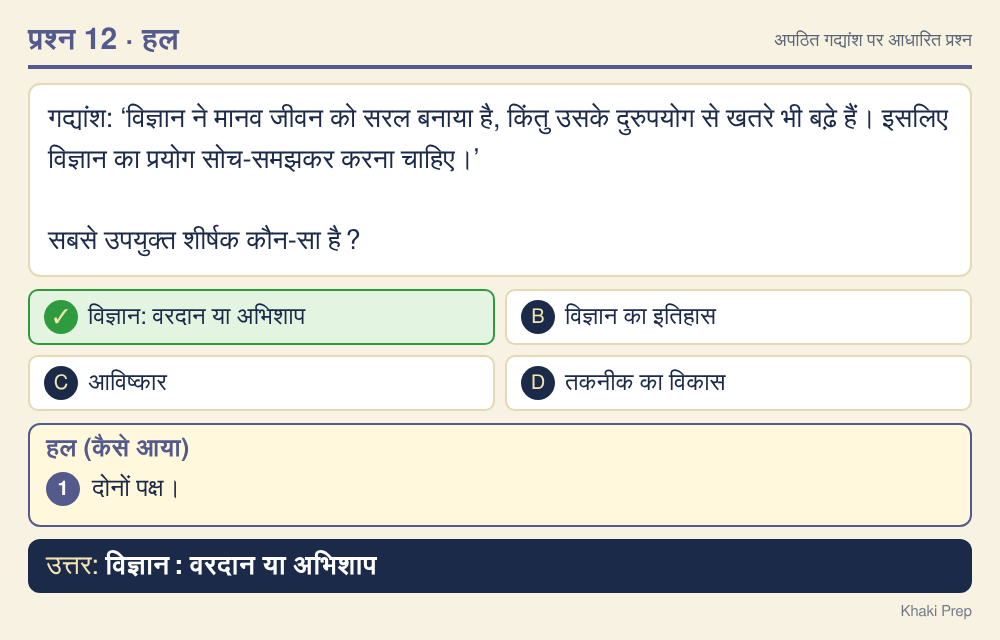 प्रश्न 12 · हल
अपठित गद्यांश पर आधारित प्रश्न
गद्यांश: ‘विज्ञान ने मानव जीवन को सरल बनाया है, किंतु उसके दुरुपयोग से खतरे भी बढ़े हैं। इसलिए
विज्ञान का प्रयोग सोच-समझकर करना चाहिए।’
सबसे उपयुक्त शीर्षक कौन-सा है?
✓ विज्ञान: वरदान या अभिशाप
B विज्ञान का इतिहास
C आविष्कार
D तकनीक का विकास
हल (कैसे आया)
1 दोनों पक्ष।
उत्तर: विज्ञान : वरदान या अभिशाप
Khaki Prep